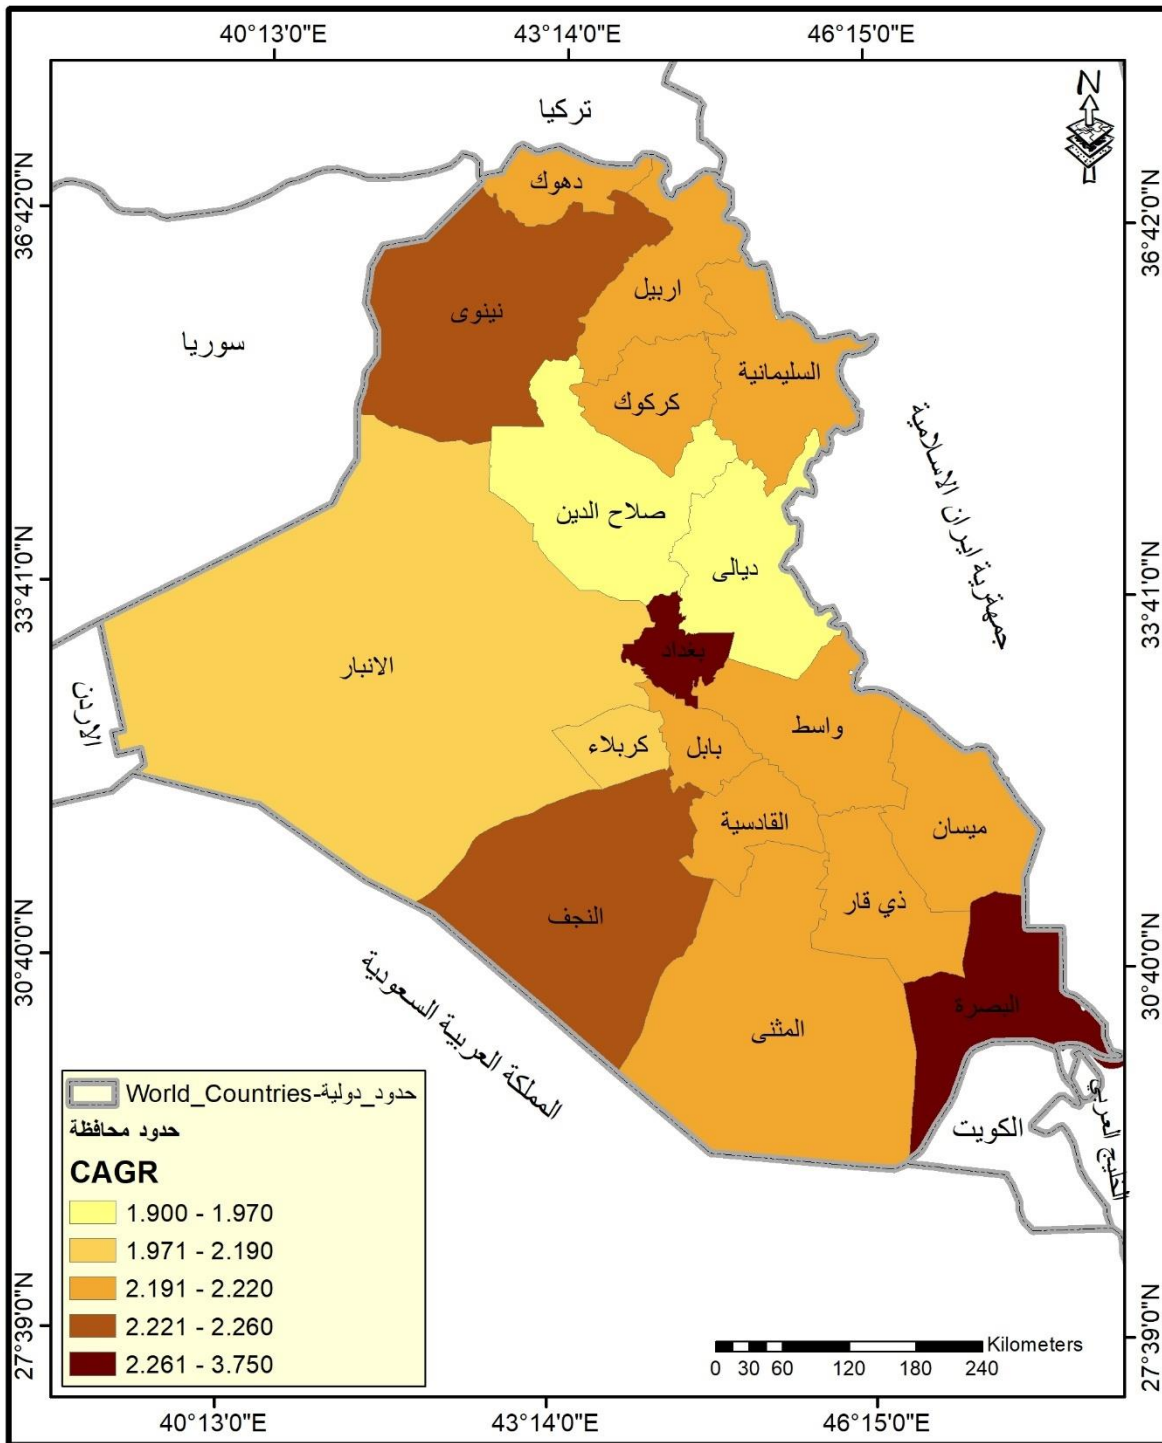 40°13'0"E 43°14'0"E 46°15'0"E
N
تركيا
دهوك
36°42'0"N
36°42'0"N
اربيل
نينوى
سوريا
السليمانية
كركوك
جمهارية ايران الاسلامية
صلاح الدين
ديالى
33°41'0"N
33°41'0"N
بغداد
الانبار
الاردن
واسط
بابل
كربلاء
القادسية
ميسان
ذي قار
النجف
30°40'0"N
30°40'0"N
البصرة
المثنى
المملكة العربية السعودية
الكويت
الخليج العربي
World_Countries-حدود_دولية
حدود محافظة
CAGR
1.900 - 1.970
1.971 - 2.190
2.191 - 2.220
2.221 - 2.260
2.261 - 3.750
27°39'0"N
27°39'0"N
Kilometers
0 30 60 120 180 240
40°13'0"E 43°14'0"E 46°15'0"E